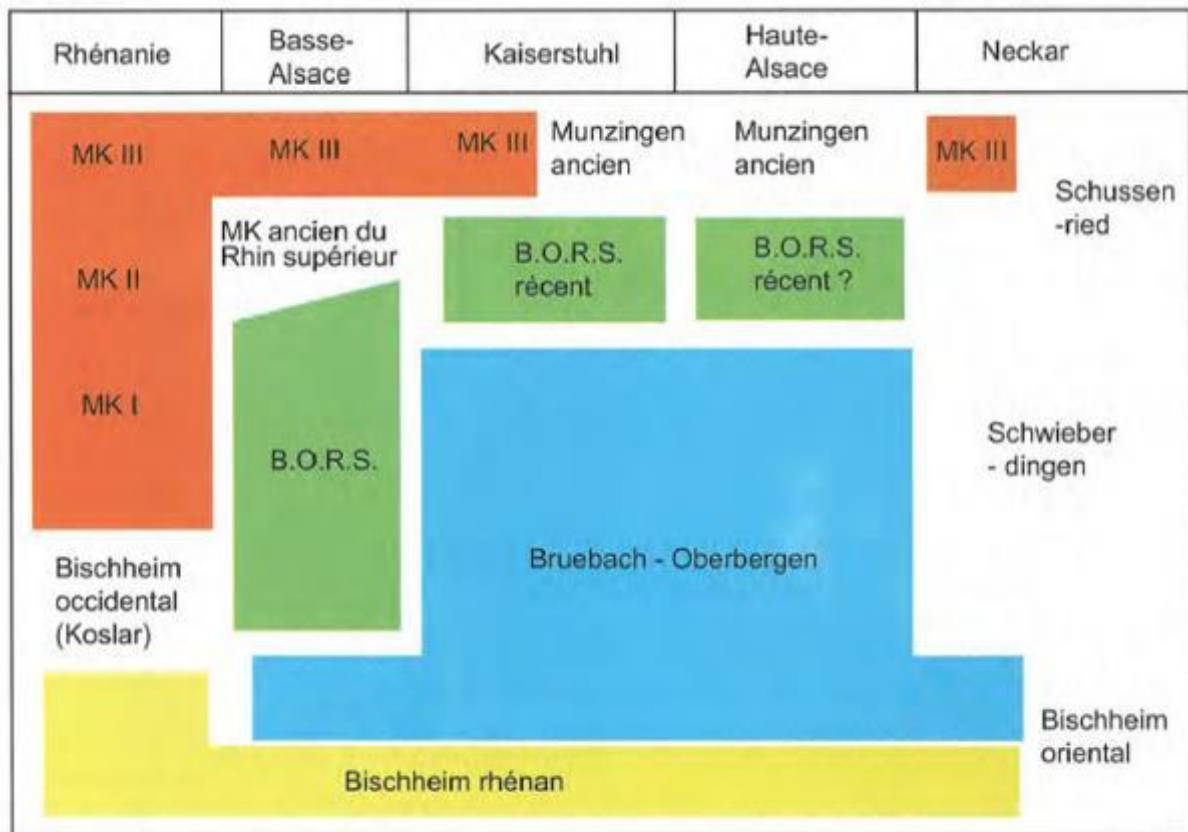 Rhénanie
Basse-
Alsace
Kaiserstuhl
Haute-
Alsace
Neckar
MK III
MK III
MK III
Munzingen
ancien
Munzingen
ancien
MK III
Schussen
-ried
MK ancien du
Rhin supérieur
B.O.R.S.
récent
B.O.R.S.
récent ?
MK II
MK I
B.O.R.S.
Schwieber
- dingen
Bischheim
occidental
(Koslar)
Bruebach - Oberbergen
Bischheim
oriental
Bischheim rhénan